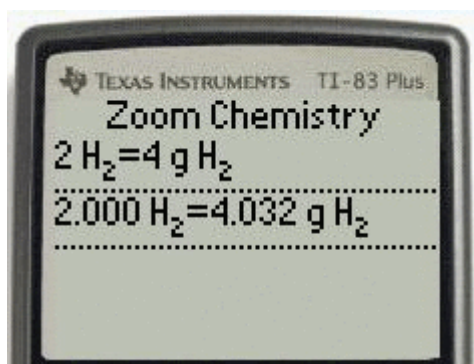 TEXAS INSTRUMENTS TI-83 Plus
Zoom Chemistry
2 H₂=4 g H₂
2.000 H₂=4.032 g H₂